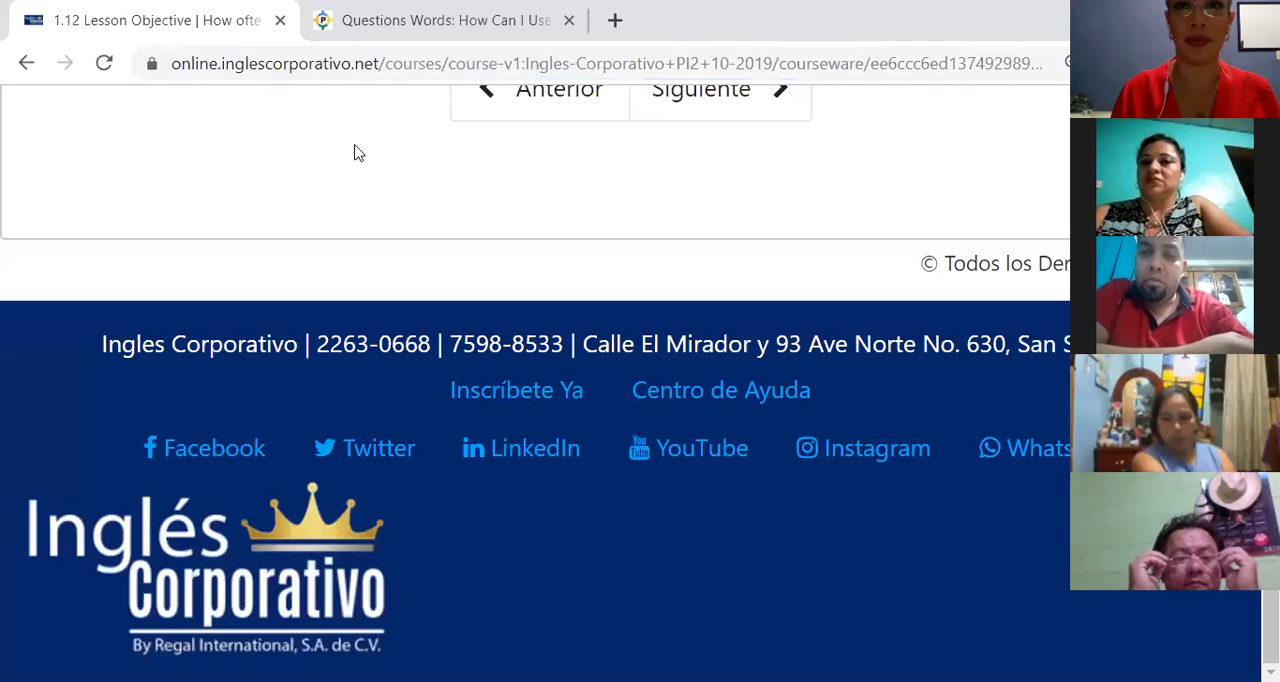 1.12 Lesson Objective | How ofte
Questions Words: How Can I Use
online.inglescorporativo.net/courses/course-v1:Ingles-Corporativo+PI2+10-2019/courseware/ee6ccc6ed137492989...
Anterior
Siguiente
© Todos los Der
Ingles Corporativo | 2263-0668 | 7598-8533 | Calle El Mirador y 93 Ave Norte No. 630, San S
Inscríbete Ya
Centro de Ayuda
Facebook
Twitter
LinkedIn
YouTube
Instagram
Whats
Inglés
Corporativo
By Regal International, S.A. de C.V.